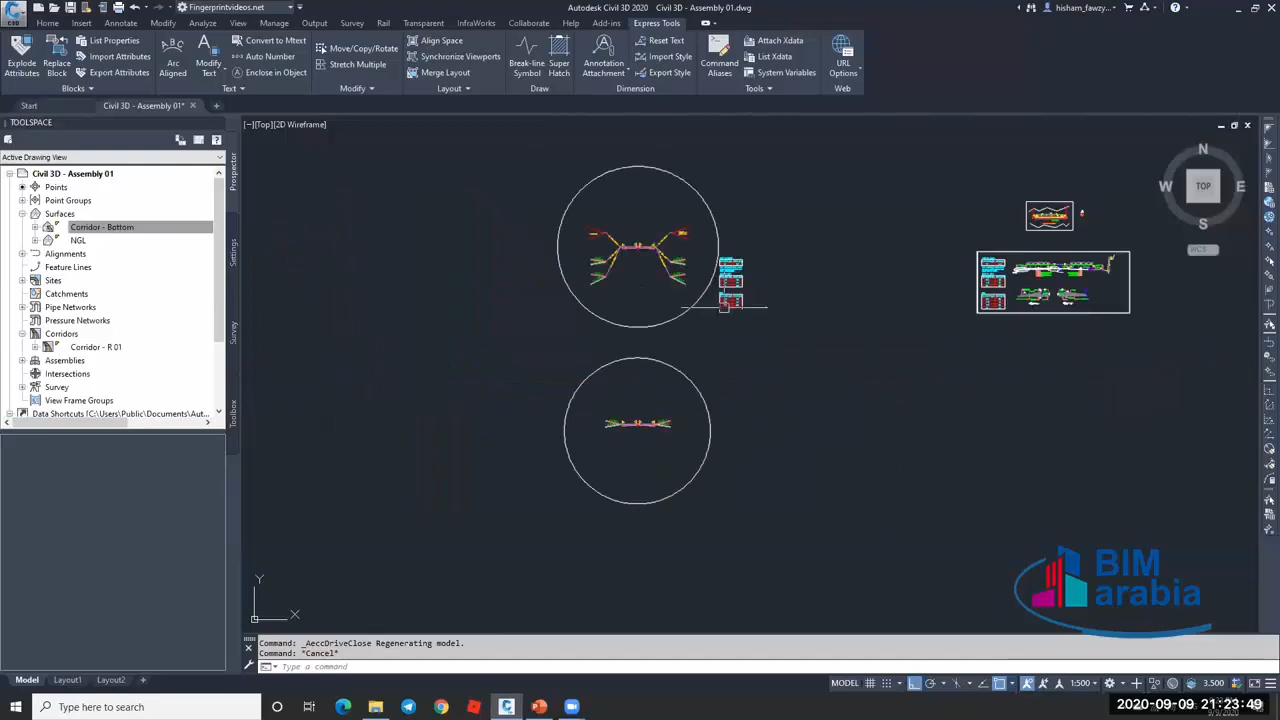 Fingerprintvideos.net
Autodesk Civil 3D 2020
Civil 3D - Assembly 01.dwg
hisham_fawzy...
Home
Insert
Annotate
Modify
Analyze
View
Manage
Output
Survey
Rail
Transparent
InfraWorks
Collaborate
Help
Add-ins
Express Tools
C3D
Explode Attributes
Replace Block
List Properties
Import Attributes
Export Attributes
Blocks
Arc Aligned
Modify Text
Convert to Mtext
Auto Number
Enclose in Object
Text
Move/Copy/Rotate
Stretch Multiple
Modify
Align Space
Synchronize Viewports
Merge Layout
Layout
Break-line Symbol
Super Hatch
Draw
Annotation Attachment
Reset Text
Import Style
Export Style
Dimension
Command Aliases
Attach Xdata
List Xdata
System Variables
Tools
URL Options
Web
Start
Civil 3D - Assembly 01*
TOOLSPACE
Active Drawing View
Civil 3D - Assembly 01
Points
Point Groups
Surfaces
Corridor - Bottom
NGL
Alignments
Feature Lines
Sites
Catchments
Pipe Networks
Pressure Networks
Corridors
Corridor - R 01
Assemblies
Intersections
Survey
View Frame Groups
Data Shortcuts [C:\Users\Public\Documents\Aut...
Prospector
Settings
Survey
Toolbox
[−][Top][2D Wireframe]
N
W
TOP
E
S
WCS
Y
X
BIM
arabia
Command: _AeccDriveClose Regenerating model.
Command: *Cancel*
Type a command
Model
Layout1
Layout2
MODEL
1:500
3.500
Type here to search
2020-09-09 21:23:49